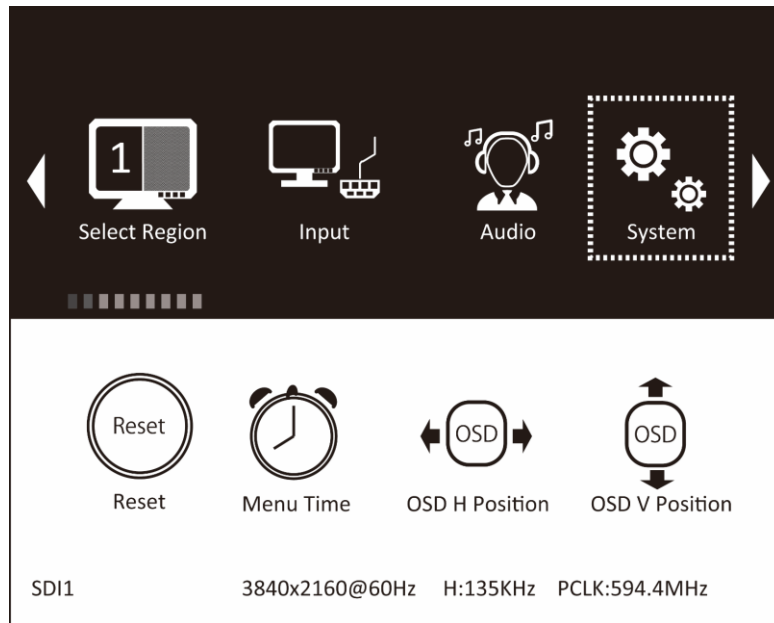 1
Select Region Input Audio System
Reset
OSD OSD
Reset Menu Time OSD H Position OSD V Position
SDI1 3840x2160@60Hz H:135KHz PCLK:594.4MHz